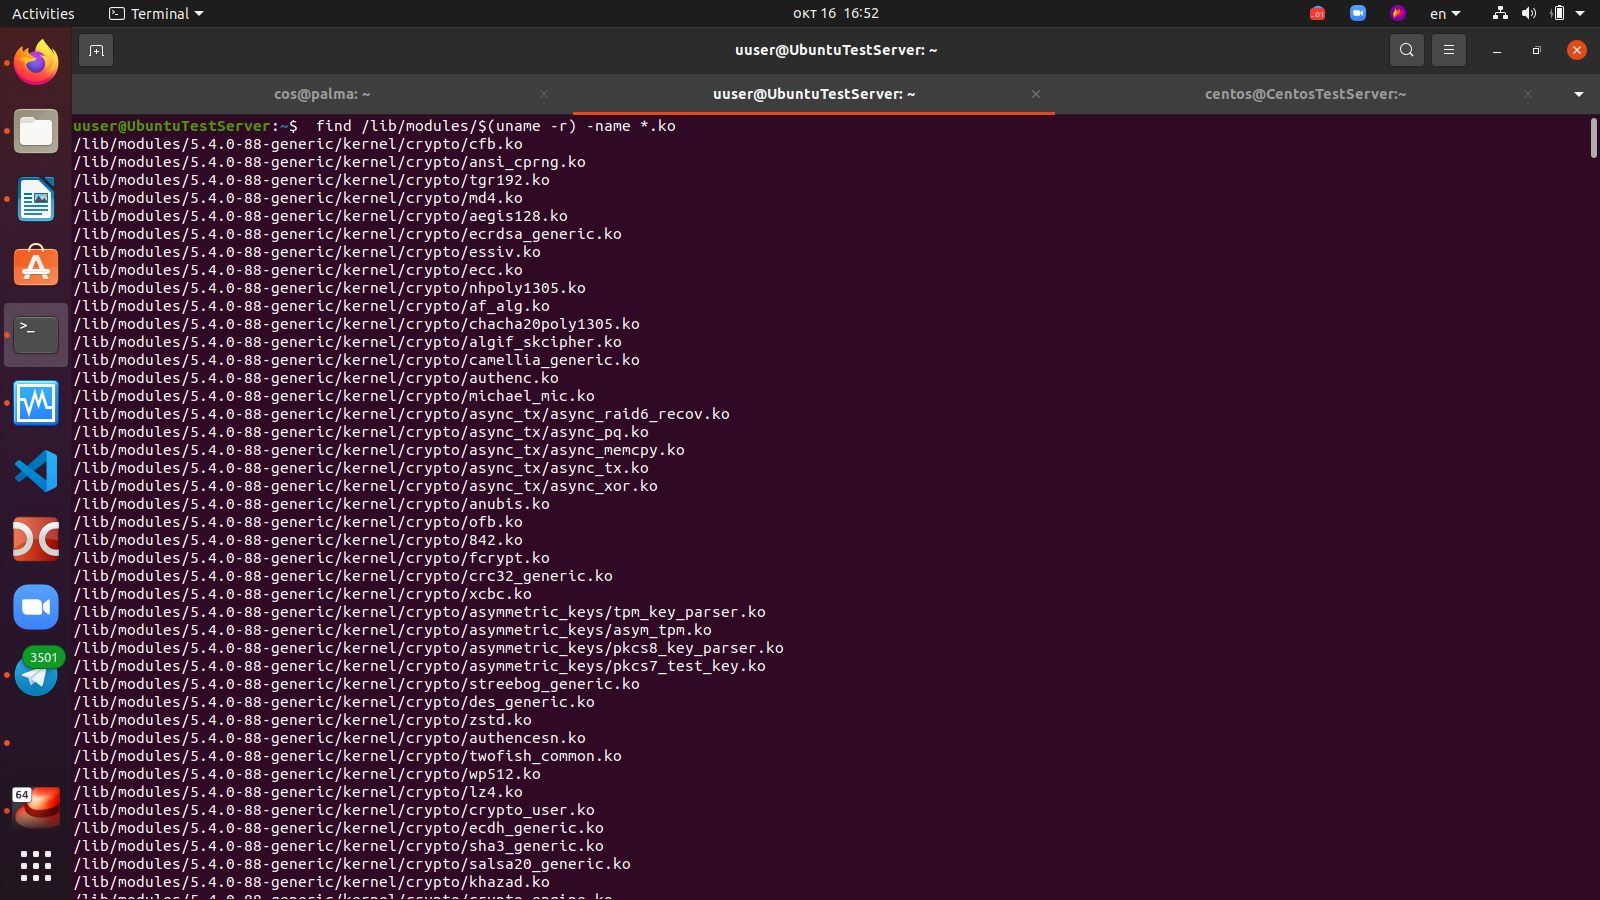 Activities
Terminal
окт 16 16:52
en
uuser@UbuntuTestServer: ~
cos@palma: ~
uuser@UbuntuTestServer: ~
centos@CentosTestServer:~
uuser@UbuntuTestServer:~$  find /lib/modules/$(uname -r) -name *.ko
/lib/modules/5.4.0-88-generic/kernel/crypto/cfb.ko
/lib/modules/5.4.0-88-generic/kernel/crypto/ansi_cprng.ko
/lib/modules/5.4.0-88-generic/kernel/crypto/tgr192.ko
/lib/modules/5.4.0-88-generic/kernel/crypto/md4.ko
/lib/modules/5.4.0-88-generic/kernel/crypto/aegis128.ko
/lib/modules/5.4.0-88-generic/kernel/crypto/ecrdsa_generic.ko
/lib/modules/5.4.0-88-generic/kernel/crypto/essiv.ko
/lib/modules/5.4.0-88-generic/kernel/crypto/ecc.ko
/lib/modules/5.4.0-88-generic/kernel/crypto/nhpoly1305.ko
/lib/modules/5.4.0-88-generic/kernel/crypto/af_alg.ko
/lib/modules/5.4.0-88-generic/kernel/crypto/chacha20poly1305.ko
/lib/modules/5.4.0-88-generic/kernel/crypto/algif_skcipher.ko
/lib/modules/5.4.0-88-generic/kernel/crypto/camellia_generic.ko
/lib/modules/5.4.0-88-generic/kernel/crypto/authenc.ko
/lib/modules/5.4.0-88-generic/kernel/crypto/michael_mic.ko
/lib/modules/5.4.0-88-generic/kernel/crypto/async_tx/async_raid6_recov.ko
/lib/modules/5.4.0-88-generic/kernel/crypto/async_tx/async_pq.ko
/lib/modules/5.4.0-88-generic/kernel/crypto/async_tx/async_memcpy.ko
/lib/modules/5.4.0-88-generic/kernel/crypto/async_tx/async_tx.ko
/lib/modules/5.4.0-88-generic/kernel/crypto/async_tx/async_xor.ko
/lib/modules/5.4.0-88-generic/kernel/crypto/anubis.ko
/lib/modules/5.4.0-88-generic/kernel/crypto/ofb.ko
/lib/modules/5.4.0-88-generic/kernel/crypto/842.ko
/lib/modules/5.4.0-88-generic/kernel/crypto/fcrypt.ko
/lib/modules/5.4.0-88-generic/kernel/crypto/crc32_generic.ko
/lib/modules/5.4.0-88-generic/kernel/crypto/xcbc.ko
/lib/modules/5.4.0-88-generic/kernel/crypto/asymmetric_keys/tpm_key_parser.ko
/lib/modules/5.4.0-88-generic/kernel/crypto/asymmetric_keys/asym_tpm.ko
/lib/modules/5.4.0-88-generic/kernel/crypto/asymmetric_keys/pkcs8_key_parser.ko
/lib/modules/5.4.0-88-generic/kernel/crypto/asymmetric_keys/pkcs7_test_key.ko
/lib/modules/5.4.0-88-generic/kernel/crypto/streebog_generic.ko
/lib/modules/5.4.0-88-generic/kernel/crypto/des_generic.ko
/lib/modules/5.4.0-88-generic/kernel/crypto/zstd.ko
/lib/modules/5.4.0-88-generic/kernel/crypto/authencesn.ko
/lib/modules/5.4.0-88-generic/kernel/crypto/twofish_common.ko
/lib/modules/5.4.0-88-generic/kernel/crypto/wp512.ko
/lib/modules/5.4.0-88-generic/kernel/crypto/lz4.ko
/lib/modules/5.4.0-88-generic/kernel/crypto/crypto_user.ko
/lib/modules/5.4.0-88-generic/kernel/crypto/ecdh_generic.ko
/lib/modules/5.4.0-88-generic/kernel/crypto/sha3_generic.ko
/lib/modules/5.4.0-88-generic/kernel/crypto/salsa20_generic.ko
/lib/modules/5.4.0-88-generic/kernel/crypto/khazad.ko
3501
64